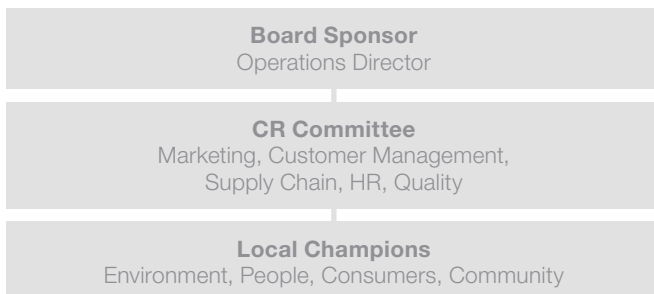 Board Sponsor
Operations Director
CR Committee
Marketing, Customer Management,
Supply Chain, HR, Quality
Local Champions
Environment, People, Consumers, Community